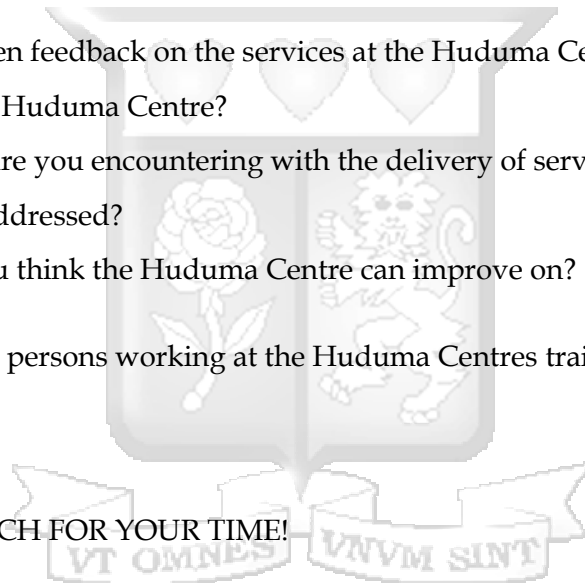 en feedback on the services at the Huduma Ce
Huduma Centre?
re you encountering with the delivery of serv
ddressed?
u think the Huduma Centre can improve on?
persons working at the Huduma Centres trai
CH FOR YOUR TIME!
VT OMNES VNVM SINT